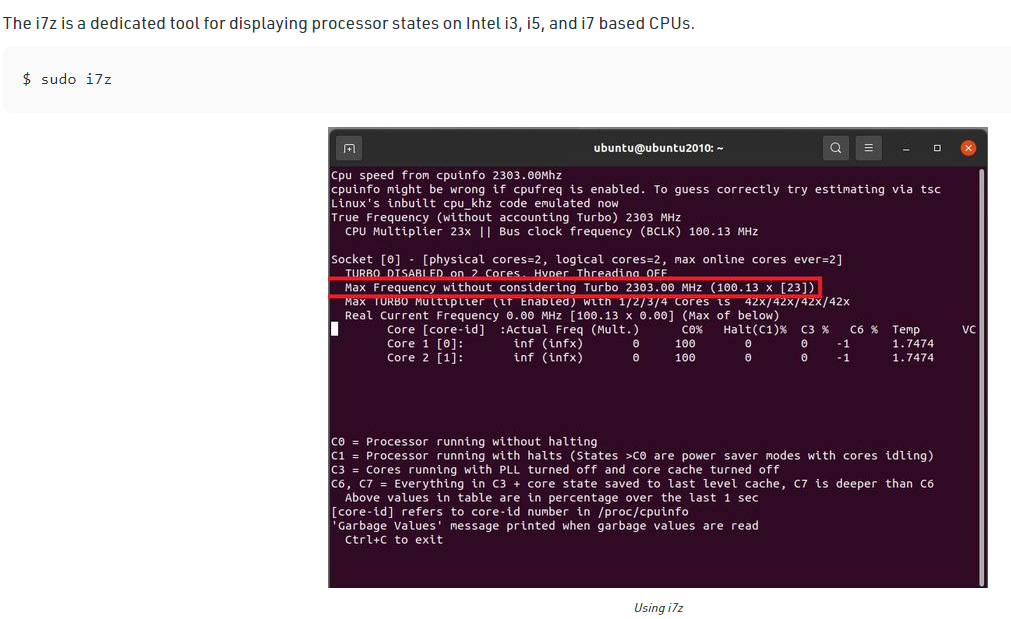 The i7z is a dedicated tool for displaying processor states on Intel i3, i5, and i7 based CPUs.
$ sudo i7z
ubuntu@ubuntu2010: ~
Cpu speed from cpuinfo 2303.00Mhz
cpuinfo might be wrong if cpufreq is enabled. To guess correctly try estimating via tsc
Linux's inbuilt cpu_khz code emulated now
True Frequency (without accounting Turbo) 2303 MHz
CPU Multiplier 23x || Bus clock frequency (BCLK) 100.13 MHz
Socket [0] - [physical cores=2, logical cores=2, max online cores ever=2]
TURBO DISABLED on 2 Cores, Hyper Threading OFF
Max Frequency without considering Turbo 2303.00 MHz (100.13 x [23])
Max TURBO Multiplier (if Enabled) with 1/2/3/4 Cores is 42x/42x/42x/42x
Real Current Frequency 0.00 MHz [100.13 x 0.00] (Max of below)
Core [core-id] :Actual Freq (Mult.) C0% Halt(C1)% C3 % C6 % Temp VC
Core 1 [0]: inf (infx) 0 100 0 0 -1 1.7474
Core 2 [1]: inf (infx) 0 100 0 0 -1 1.7474
C0 = Processor running without halting
C1 = Processor running with halts (States >C0 are power saver modes with cores idling)
C3 = Cores running with PLL turned off and core cache turned off
C6, C7 = Everything in C3 + core state saved to last level cache, C7 is deeper than C6
Above values in table are in percentage over the last 1 sec
[core-id] refers to core-id number in /proc/cpuinfo
'Garbage Values' message printed when garbage values are read
Ctrl+C to exit
Using i7z